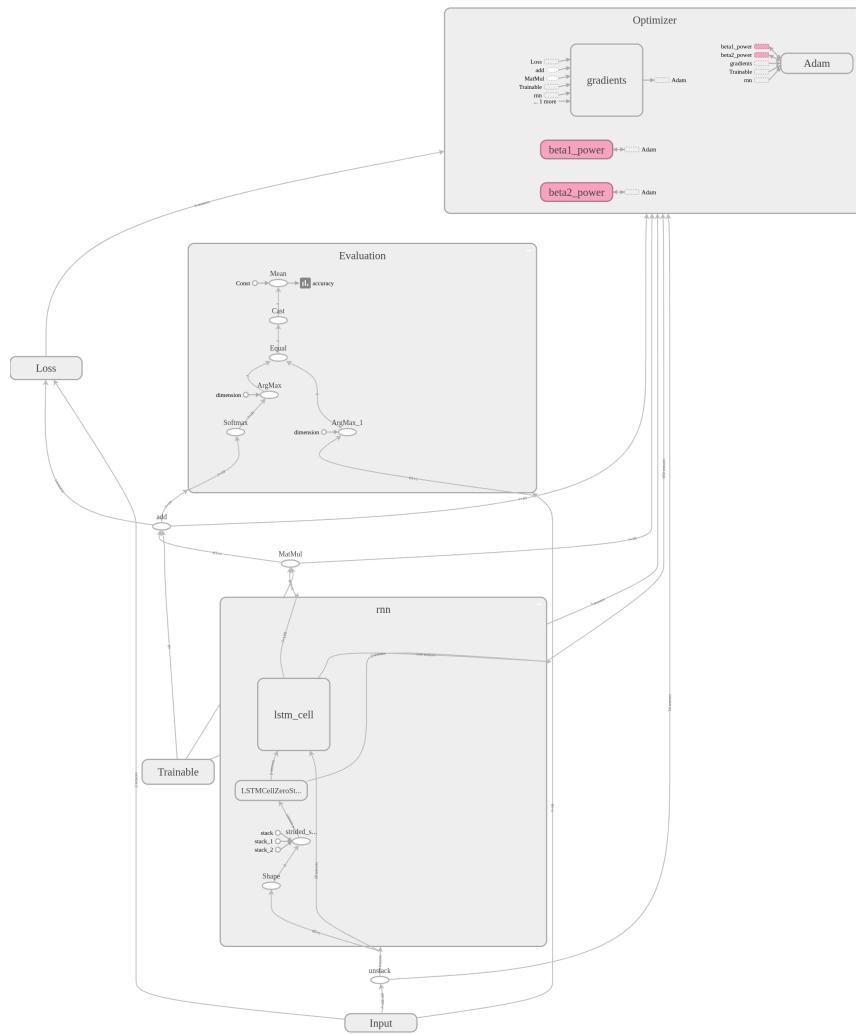 Optimizer
Loss
add
MatMul
Trainable
rnn
... 1 more
gradients
Adam
beta1_power
beta2_power
gradients
Trainable
rnn
Adam
beta1_power
Adam
beta2_power
Adam
Evaluation
Mean
Const
accuracy
Cast
Equal
ArgMax
dimension
Softmax
ArgMax_1
dimension
Loss
add
MatMul
rnn
lstm_cell
Trainable
LSTMCellZeroSt...
stack
strided_s...
stack_1
stack_2
Shape
unstack
Input